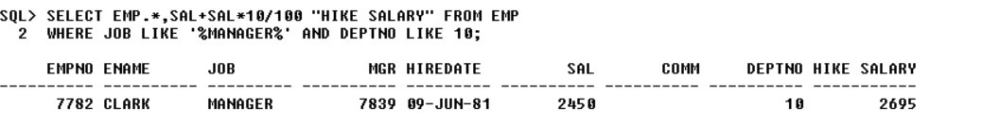 SQL> SELECT EMP.*,SAL+SAL*10/100 "HIKE SALARY" FROM EMP
2 WHERE JOB LIKE '%MANAGER%' AND DEPTNO LIKE 10;
EMPNO ENAME JOB MGR HIREDATE SAL COMM DEPTNO HIKE SALARY
---------- ---------- --------- ---------- --------- ---------- ---------- ---------- -----------
7782 CLARK MANAGER 7839 09-JUN-81 2450 10 2695